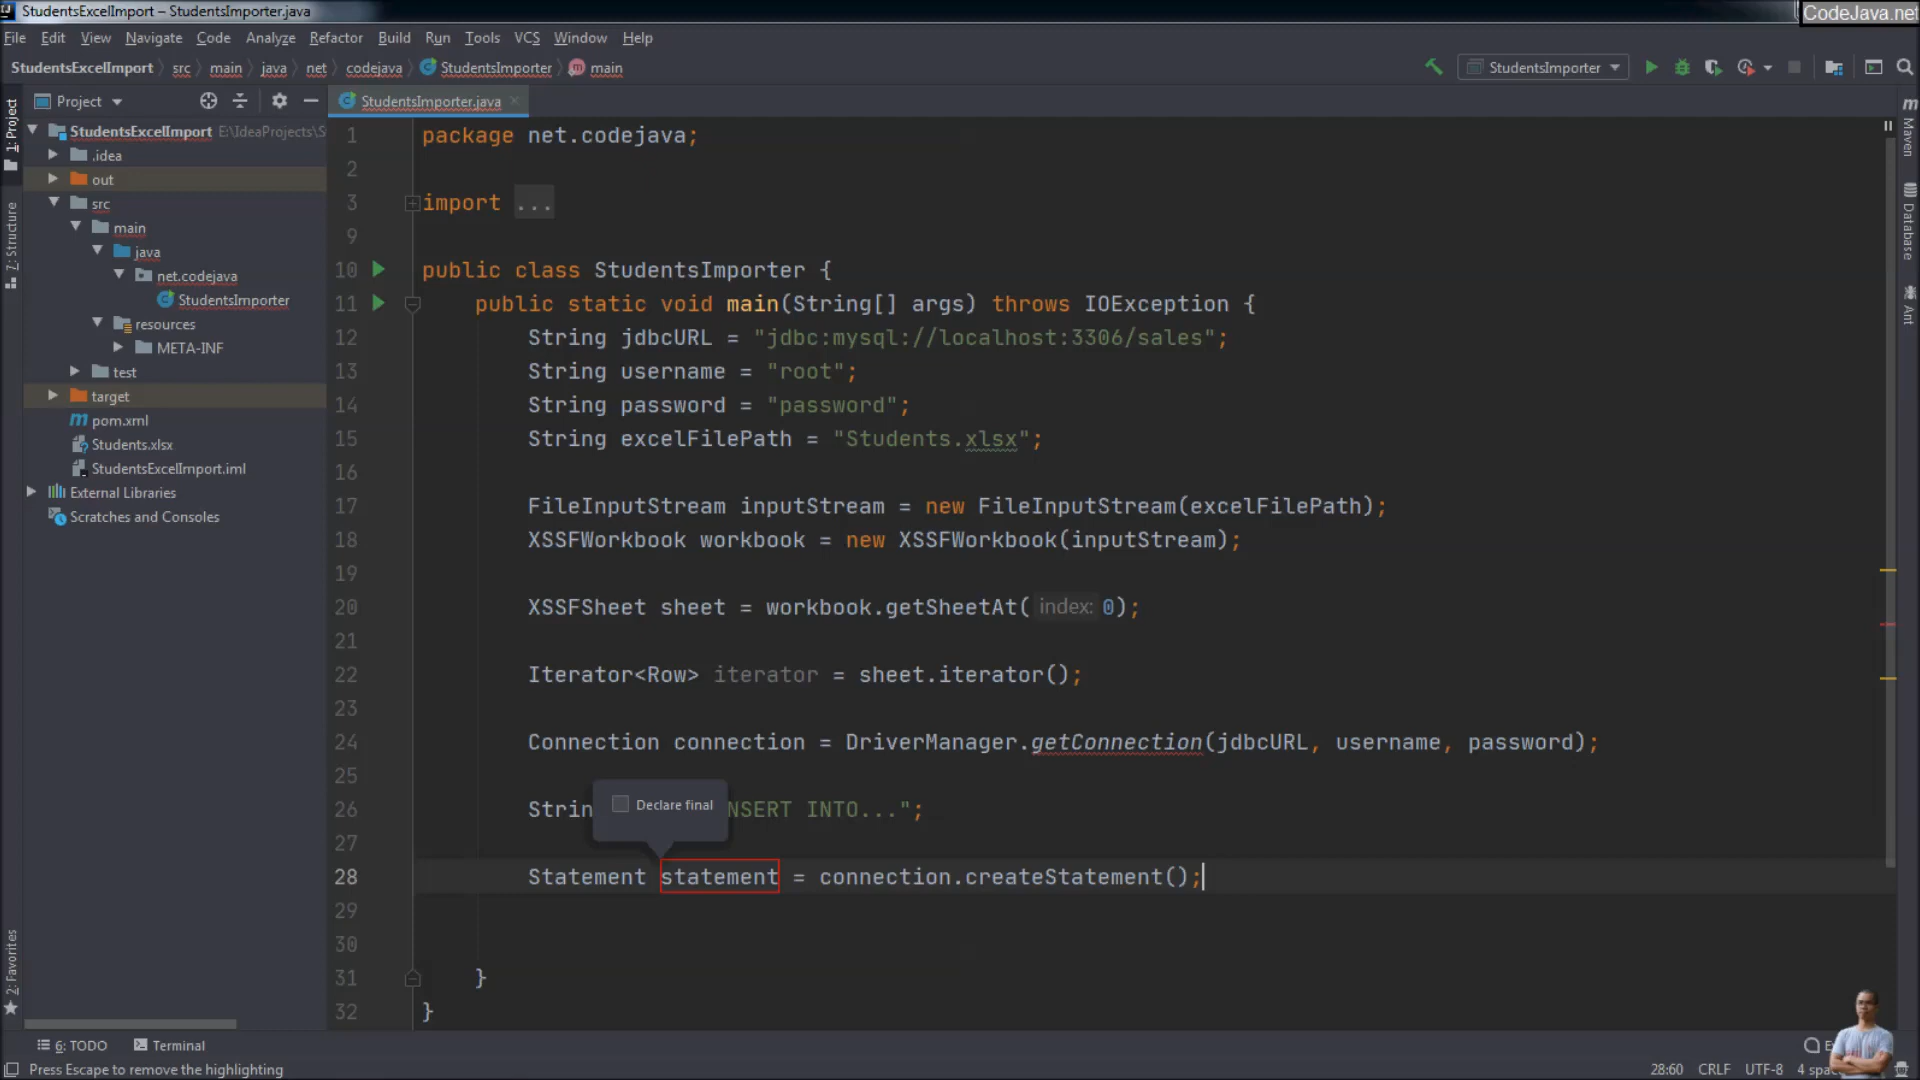 StudentsExcelImport – StudentsImporter.java
CodeJava.net
File Edit View Navigate Code Analyze Refactor Build Run Tools VCS Window Help
StudentsExcelImport src main java net codejava StudentsImporter main
StudentsImporter
Project
StudentsImporter.java
1: Project
7: Structure
2: Favorites
StudentsExcelImport E:\IdeaProjects\S
.idea
out
src
main
java
net.codejava
StudentsImporter
resources
META-INF
test
target
pom.xml
Students.xlsx
StudentsExcelImport.iml
External Libraries
Scratches and Consoles
1 package net.codejava;
2
3 import ...
9
10 public class StudentsImporter {
11 public static void main(String[] args) throws IOException {
12 String jdbcURL = "jdbc:mysql://localhost:3306/sales";
13 String username = "root";
14 String password = "password";
15 String excelFilePath = "Students.xlsx";
16
17 FileInputStream inputStream = new FileInputStream(excelFilePath);
18 XSSFWorkbook workbook = new XSSFWorkbook(inputStream);
19
20 XSSFSheet sheet = workbook.getSheetAt( index: 0);
21
22 Iterator<Row> iterator = sheet.iterator();
23
24 Connection connection = DriverManager.getConnection(jdbcURL, username, password);
25
Declare final
26 Strin NSERT INTO...";
27
28 Statement statement = connection.createStatement();
29
30
31 }
32 }
m Maven
Database
Ant
6: TODO Terminal
Press Escape to remove the highlighting
28:60 CRLF UTF-8 4 spa